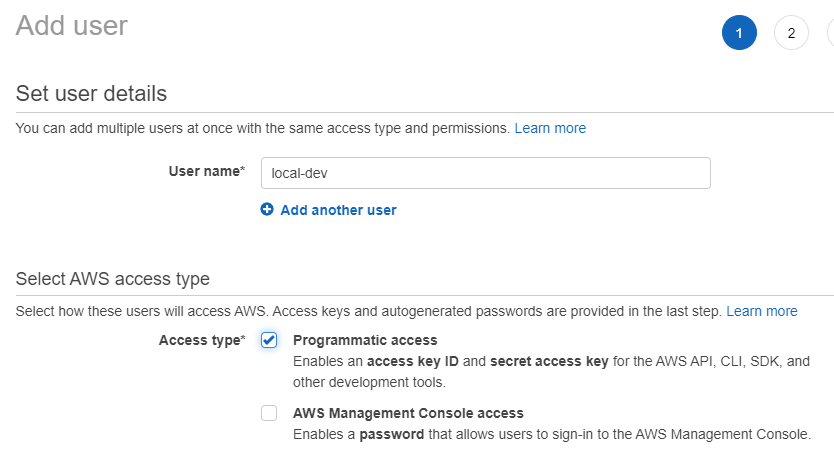 Add user
1
2
Set user details
You can add multiple users at once with the same access type and permissions. Learn more
User name*
local-dev
Add another user
Select AWS access type
Select how these users will access AWS. Access keys and autogenerated passwords are provided in the last step. Learn more
Access type*
Programmatic access
Enables an access key ID and secret access key for the AWS API, CLI, SDK, and
other development tools.
AWS Management Console access
Enables a password that allows users to sign-in to the AWS Management Console.